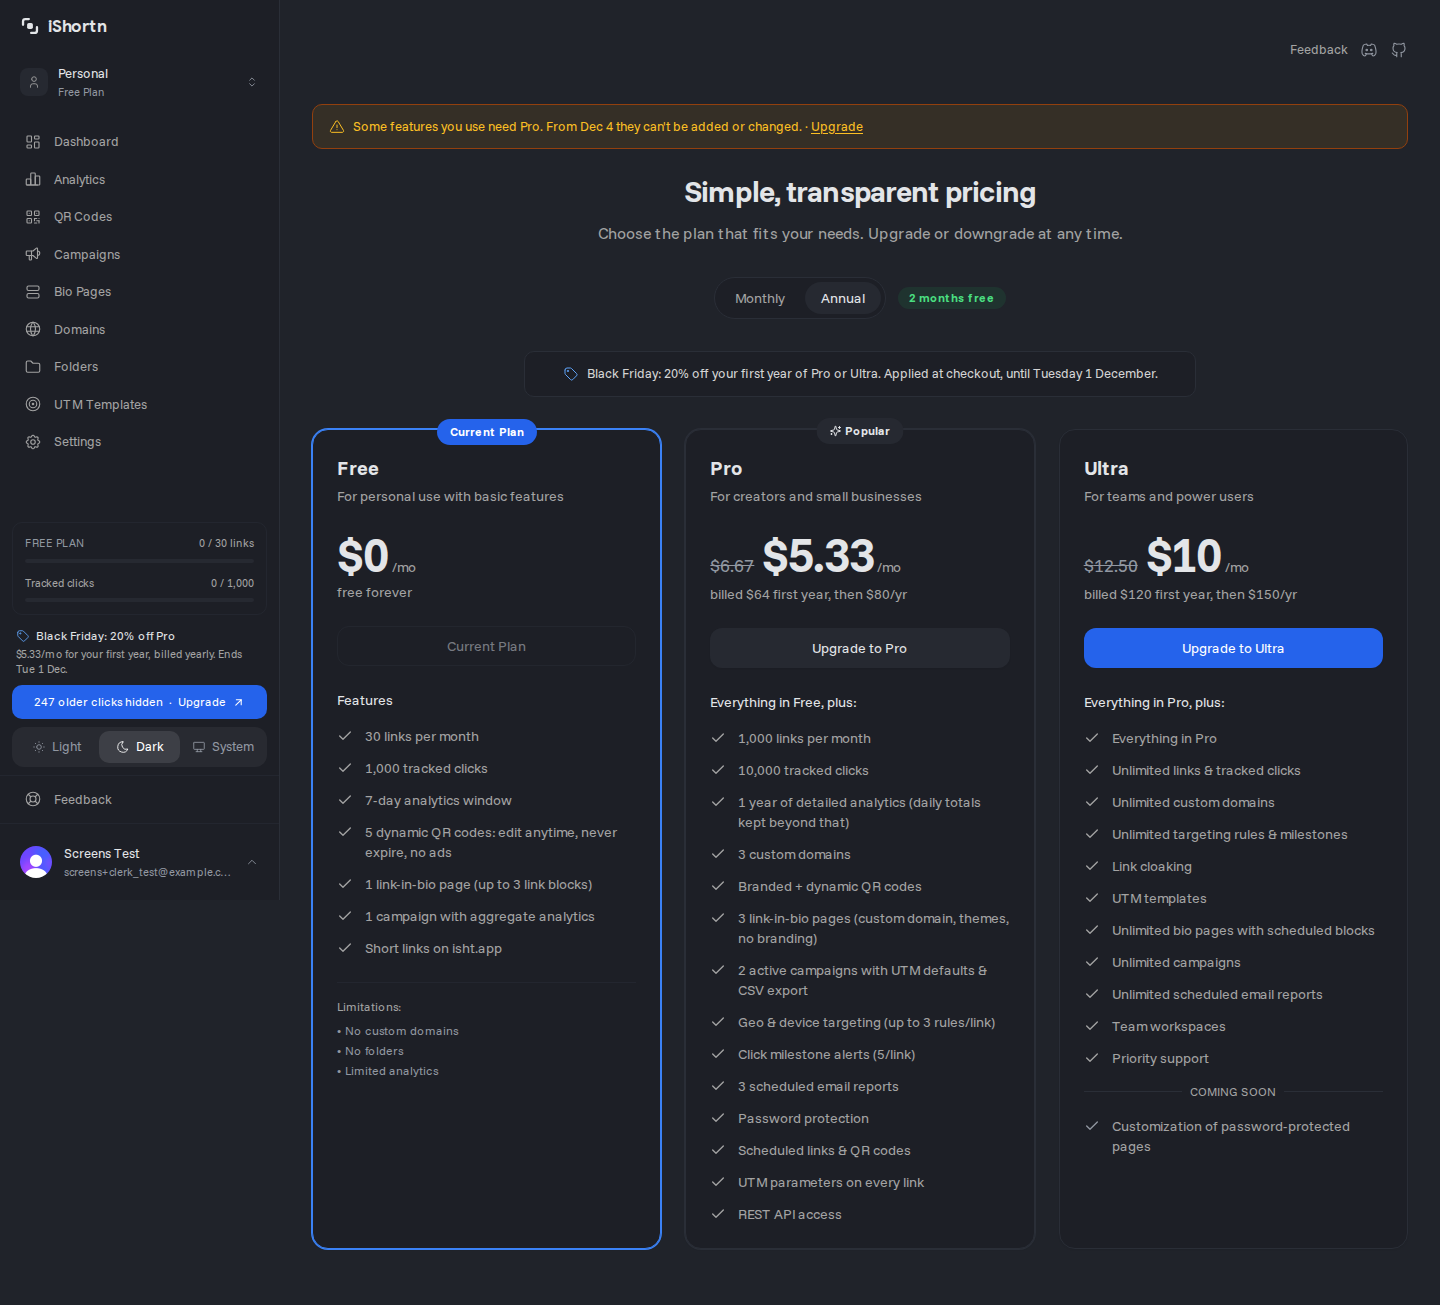 iShortn
Personal
Free Plan
Dashboard
Analytics
QR Codes
Campaigns
Bio Pages
Domains
Folders
UTM Templates
Settings
FREE PLAN 0 / 30 links
Tracked clicks 0 / 1,000
Black Friday: 20% off Pro
$5.33/mo for your first year, billed yearly. Ends
Tue 1 Dec.
247 older clicks hidden · Upgrade
Light Dark System
Feedback
Screens Test
screens+clerk_test@example.c...
Feedback
Some features you use need Pro. From Dec 4 they can't be added or changed. · Upgrade
Simple, transparent pricing
Choose the plan that fits your needs. Upgrade or downgrade at any time.
Monthly Annual 2 months free
Black Friday: 20% off your first year of Pro or Ultra. Applied at checkout, until Tuesday 1 December.
Current Plan
Free
For personal use with basic features
$0 /mo
free forever
Current Plan
Features
30 links per month
1,000 tracked clicks
7-day analytics window
5 dynamic QR codes: edit anytime, never
expire, no ads
1 link-in-bio page (up to 3 link blocks)
1 campaign with aggregate analytics
Short links on isht.app
Limitations:
• No custom domains
• No folders
• Limited analytics
Popular
Pro
For creators and small businesses
$6.67 $5.33 /mo
billed $64 first year, then $80/yr
Upgrade to Pro
Everything in Free, plus:
1,000 links per month
10,000 tracked clicks
1 year of detailed analytics (daily totals
kept beyond that)
3 custom domains
Branded + dynamic QR codes
3 link-in-bio pages (custom domain, themes,
no branding)
2 active campaigns with UTM defaults &
CSV export
Geo & device targeting (up to 3 rules/link)
Click milestone alerts (5/link)
3 scheduled email reports
Password protection
Scheduled links & QR codes
UTM parameters on every link
REST API access
Ultra
For teams and power users
$12.50 $10 /mo
billed $120 first year, then $150/yr
Upgrade to Ultra
Everything in Pro, plus:
Everything in Pro
Unlimited links & tracked clicks
Unlimited custom domains
Unlimited targeting rules & milestones
Link cloaking
UTM templates
Unlimited bio pages with scheduled blocks
Unlimited campaigns
Unlimited scheduled email reports
Team workspaces
Priority support
COMING SOON
Customization of password-protected
pages